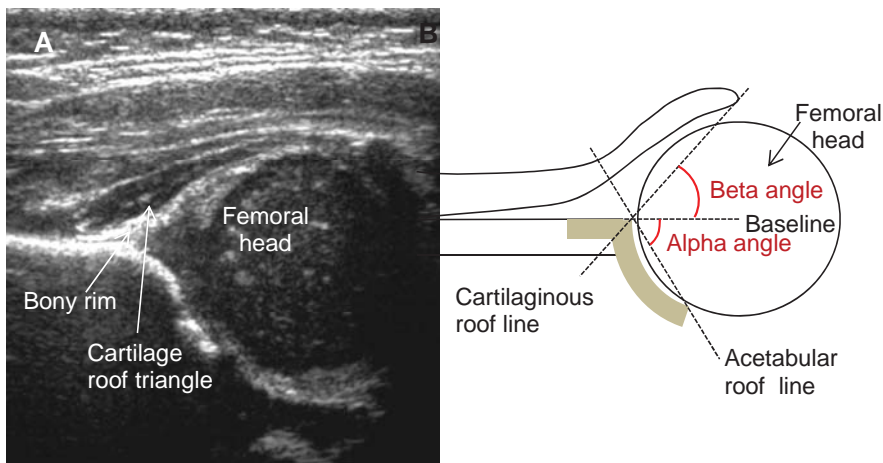 A
B
Femoral
head
Bony rim
Cartilage
roof triangle
Femoral
head
Beta angle
Baseline
Alpha angle
Cartilaginous
roof line
Acetabular
roof line